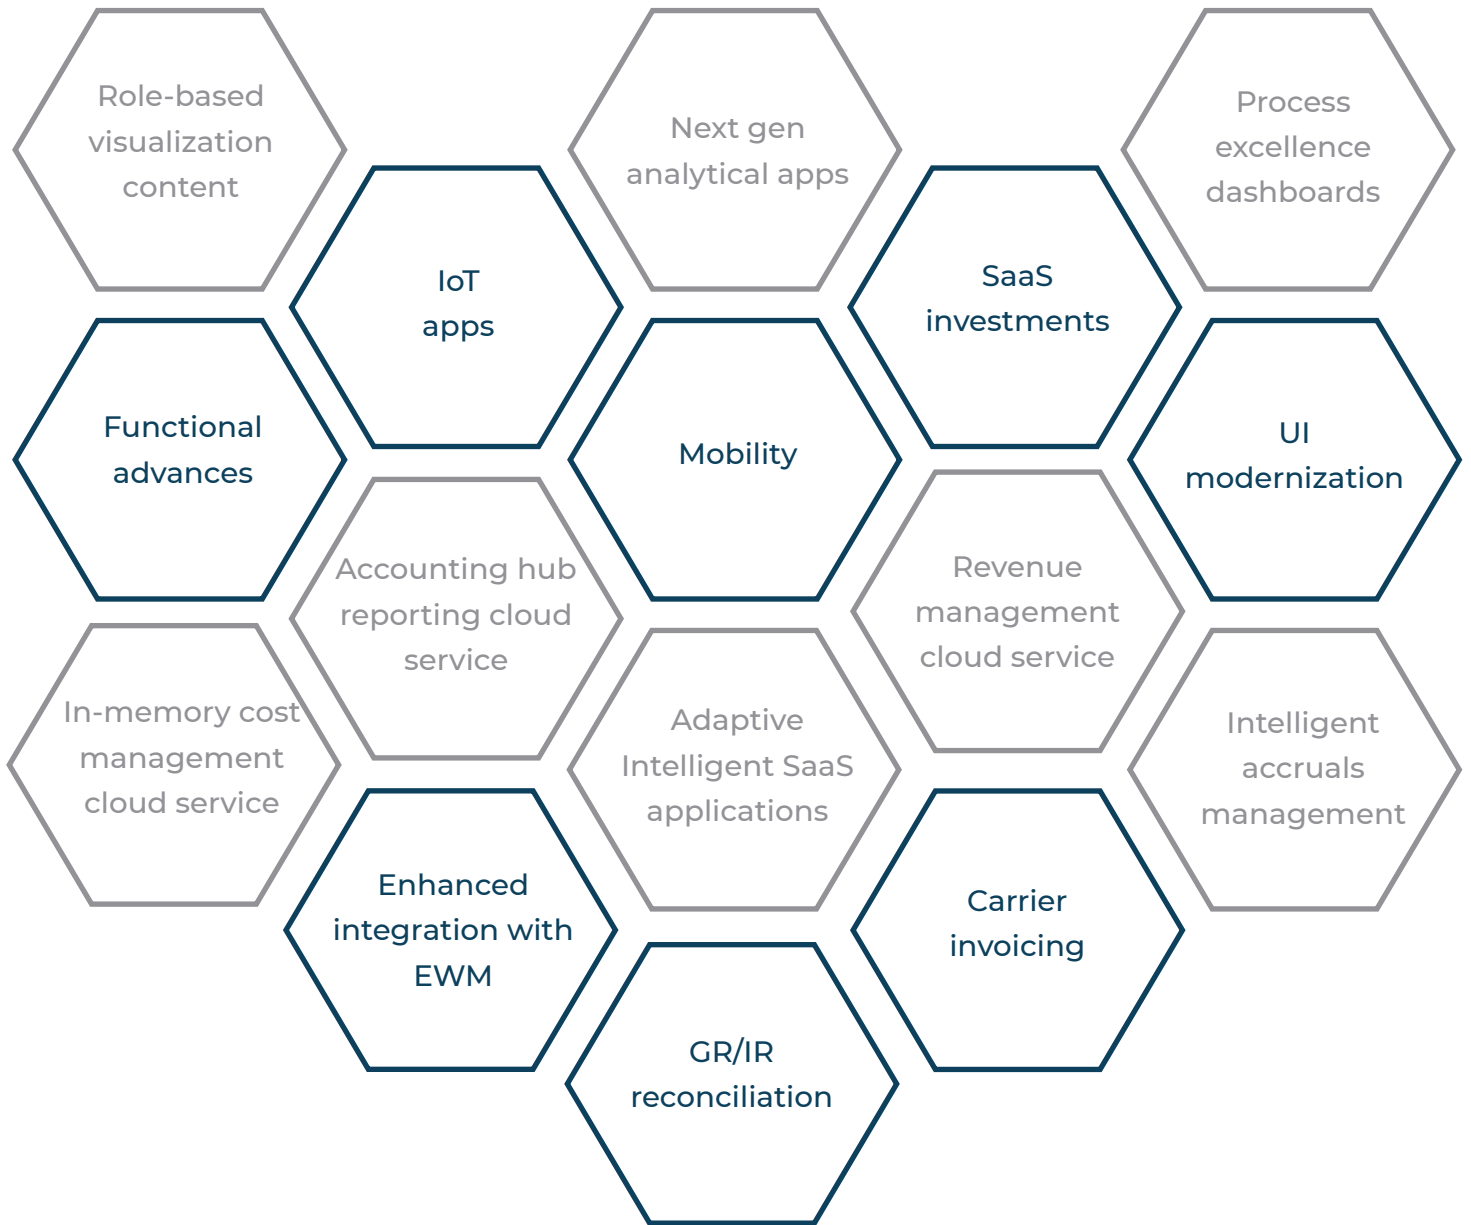 Role-based
visualization
content
Next gen
analytical apps
Process
excellence
dashboards
IoT
apps
SaaS
investments
Functional
advances
Mobility
UI
modernization
Accounting hub
reporting cloud
service
Revenue
management
cloud service
In-memory cost
management
cloud service
Adaptive
Intelligent SaaS
applications
Intelligent
accruals
management
Enhanced
integration with
EWM
Carrier
invoicing
GR/IR
reconciliation